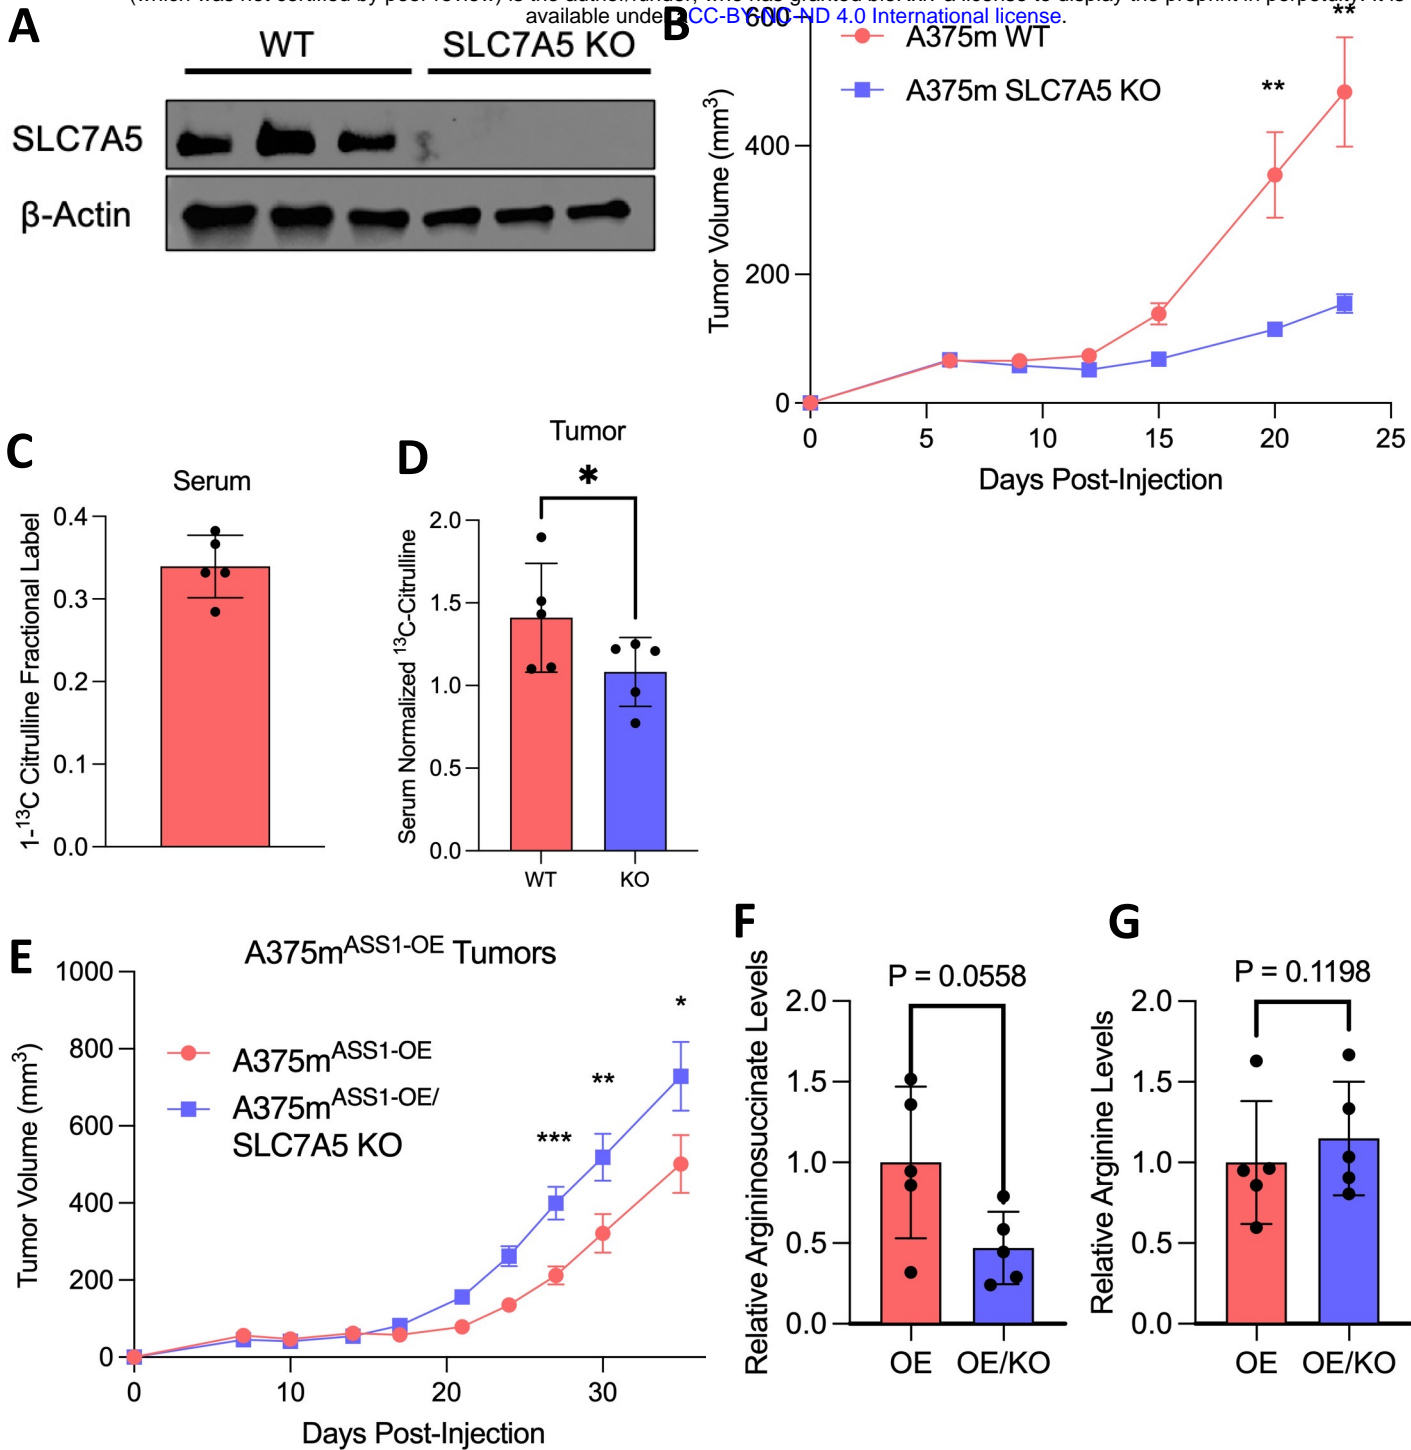 available under aCC-BY-NC-ND 4.0 International license.
A
WT
SLC7A5 KO
SLC7A5
β-Actin
B
600
400
200
0
Tumor Volume (mm3)
A375m WT
A375m SLC7A5 KO
**
**
0
5
10
15
20
25
Days Post-Injection
C
Serum
1-13C Citrulline Fractional Label
0.4
0.3
0.2
0.1
0.0
D
Tumor
*
Serum Normalized 13C-Citrulline
2.0
1.5
1.0
0.5
0.0
WT
KO
E
A375mASS1-OE Tumors
Tumor Volume (mm3)
1000
800
600
400
200
0
A375mASS1-OE
A375mASS1-OE/
SLC7A5 KO
***
**
*
0
10
20
30
Days Post-Injection
F
P = 0.0558
Relative Argininosuccinate Levels
2.0
1.5
1.0
0.5
0.0
OE
OE/KO
G
P = 0.1198
Relative Arginine Levels
2.0
1.5
1.0
0.5
0.0
OE
OE/KO